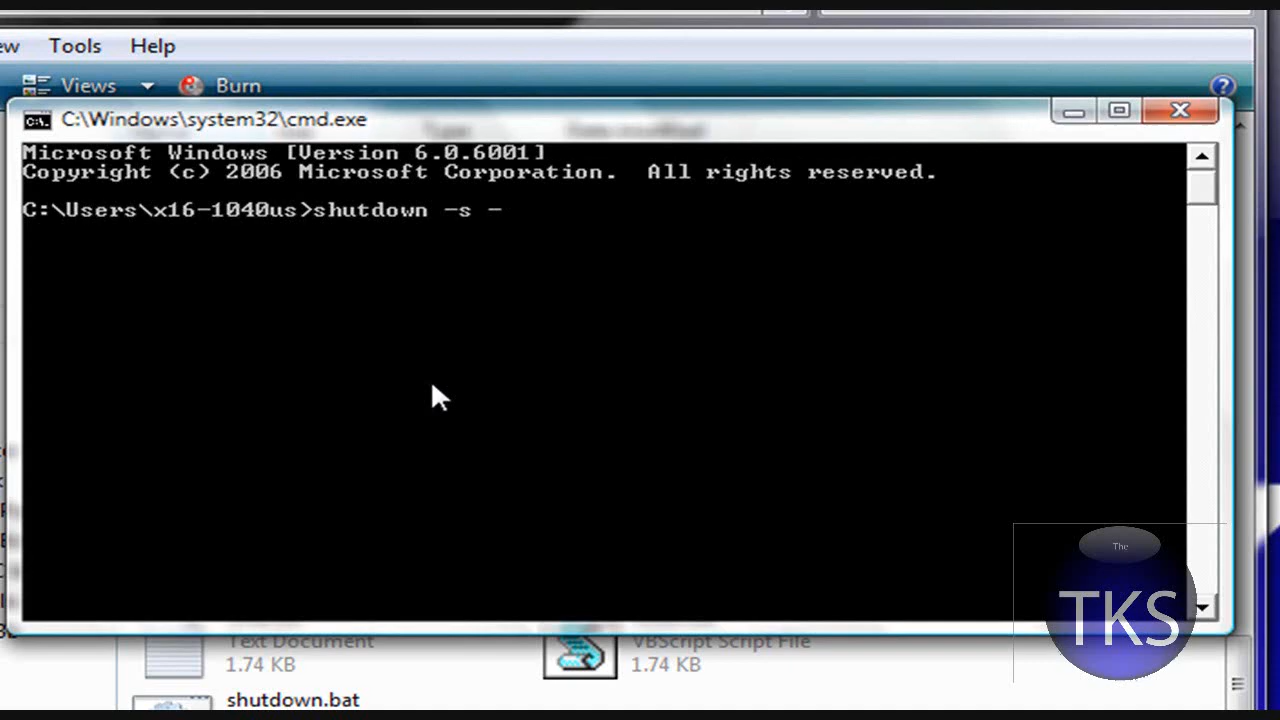 ew Tools Help
Views Burn
C:\Windows\system32\cmd.exe
Microsoft Windows [Version 6.0.6001]
Copyright (c) 2006 Microsoft Corporation.  All rights reserved.
C:\Users\x16-1040us>shutdown -s -
The
TKS
Text Document
VBScript Script File
1.74 KB
1.74 KB
shutdown.bat